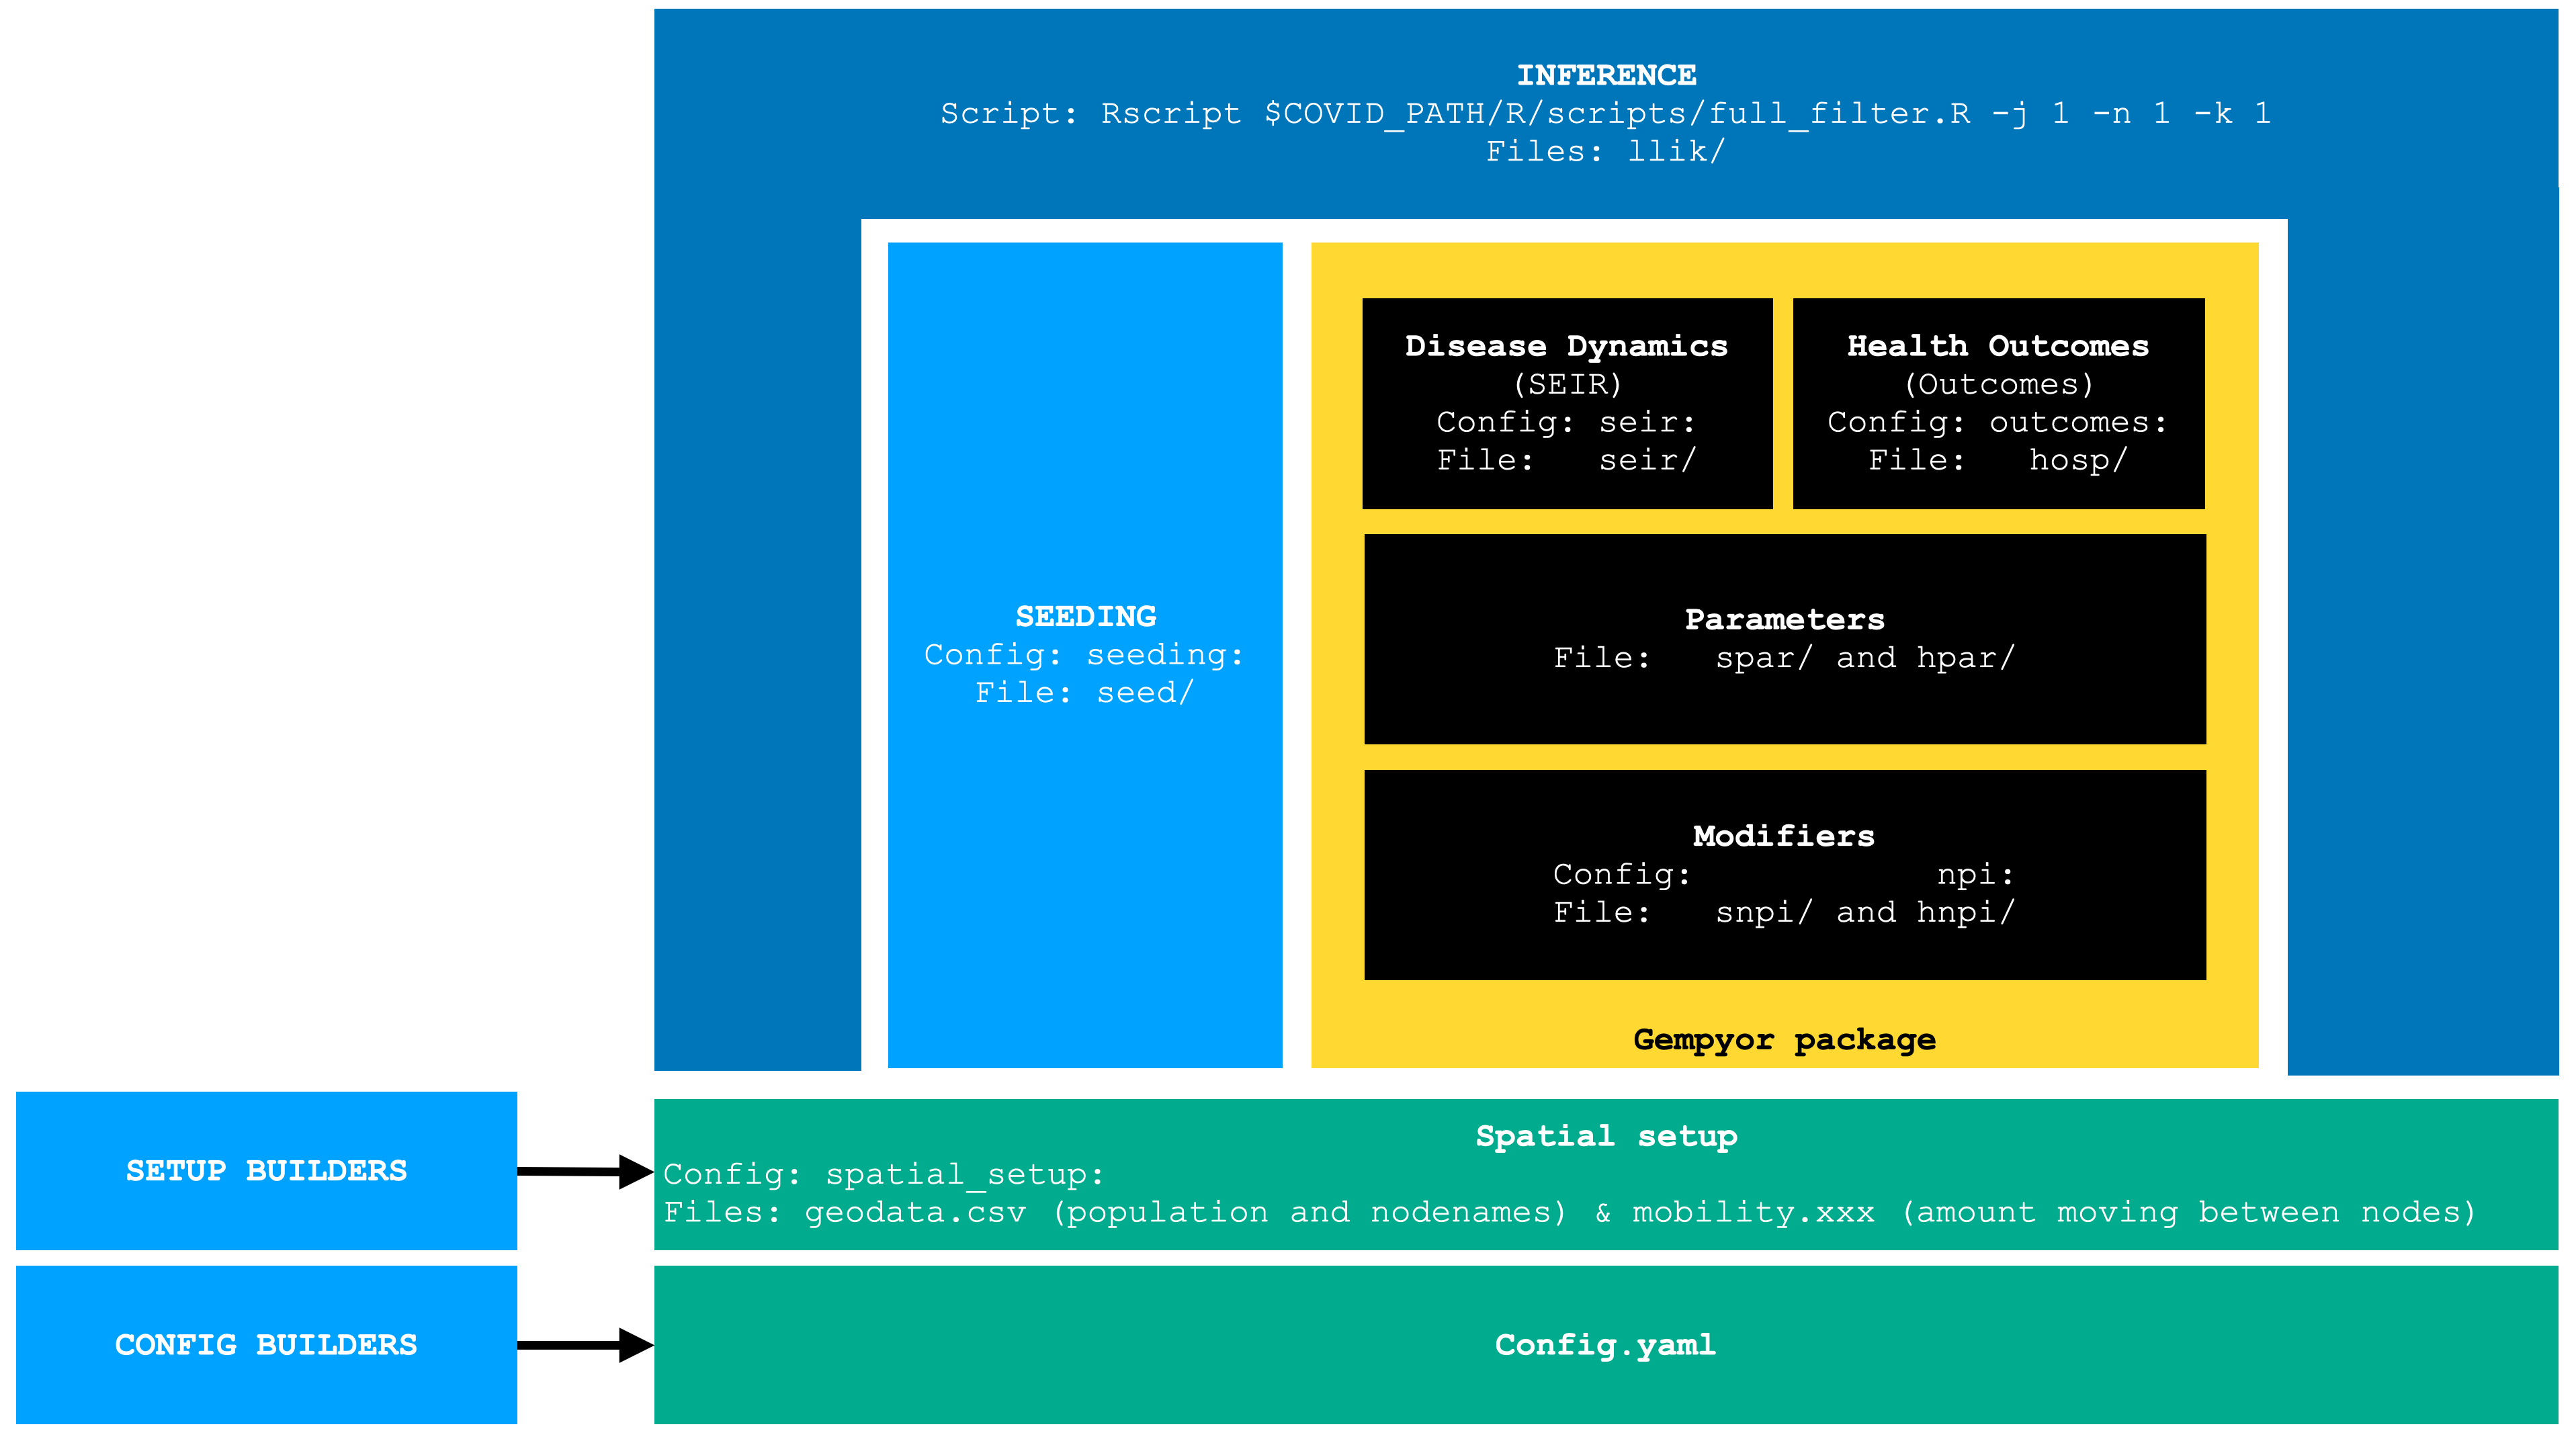 INFERENCE
Script: Rscript $COVID_PATH/R/scripts/full_filter.R -j 1 -n 1 -k 1
Files: llik/
SEEDING
Config: seeding:
File: seed/
Disease Dynamics
(SEIR)
Config: seir:
File: seir/
Health Outcomes
(Outcomes)
Config: outcomes:
File: hosp/
Parameters
File: spar/ and hpar/
Modifiers
Config: npi:
File: snpi/ and hnpi/
Gempyor package
SETUP BUILDERS
Spatial setup
Config: spatial_setup:
Files: geodata.csv (population and nodenames) & mobility.xxx (amount moving between nodes)
CONFIG BUILDERS
Config.yaml